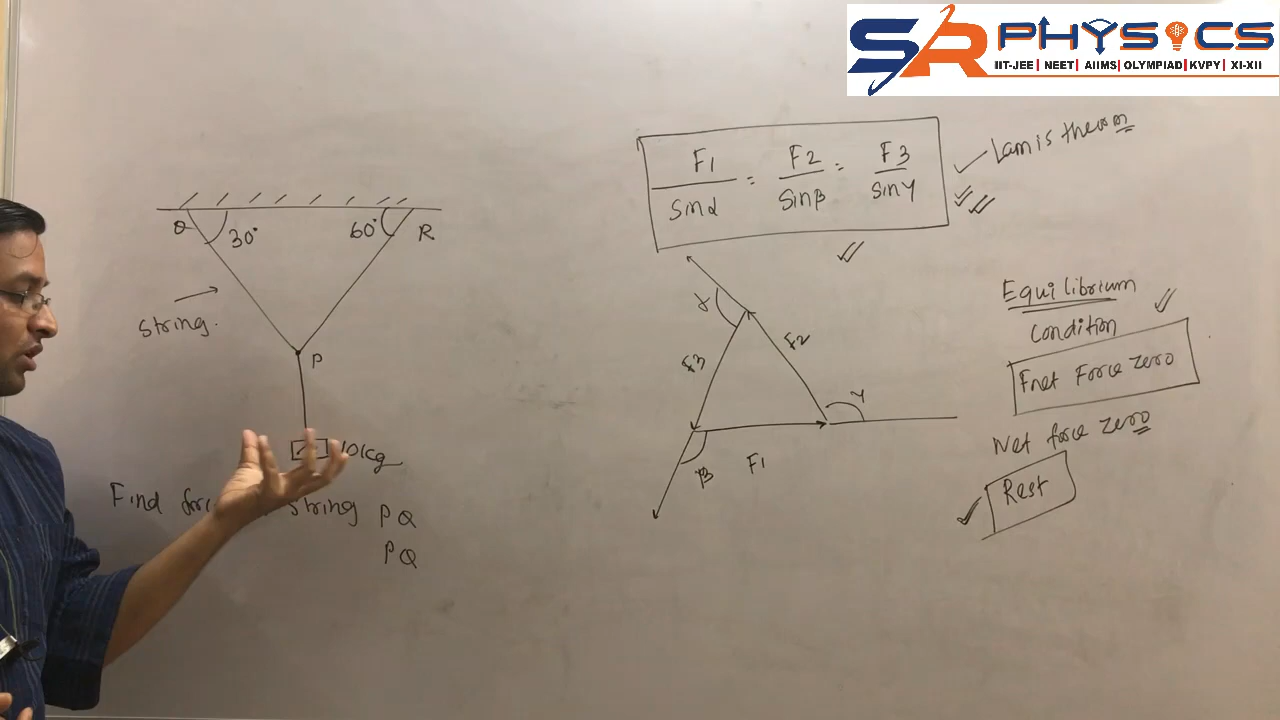 SR PHYSICS
IIT-JEE | NEET | AIIMS | OLYMPIAD | KVPY | XI-XII
F1/sinα = F2/sinβ = F3/sinγ
Lamis theorm
Q 30° 60° R
string.
P
10kg
Find string PQ
PQ
γ
F3
F2
γ
β
F1
Equilibrium
Condition
Fnet Force zero
Net force zero
Rest